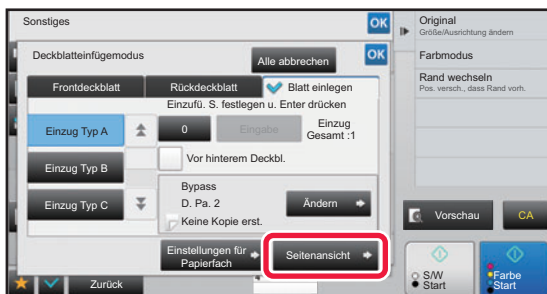 Sonstiges
OK
Deckblatteinfügemodus
Alle abbrechen
OK
Frontdeckblatt
Rückdeckblatt
Blatt einlegen
Einzufü. S. festlegen u. Enter drücken
Einzug Typ A
0
Eingabe
Einzug
Gesamt :1
Einzug Typ B
Vor hinterem Deckbl.
Einzug Typ C
Bypass
D. Pa. 2
Keine Kopie erst.
Ändern
Einstellungen für
Papierfach
Seitenansicht
Zurück
Original
Größe/Ausrichtung ändern
Farbmodus
Rand wechseln
Pos. versch., dass Rand vorh.
Vorschau
CA
S/W
Start
Farbe
Start